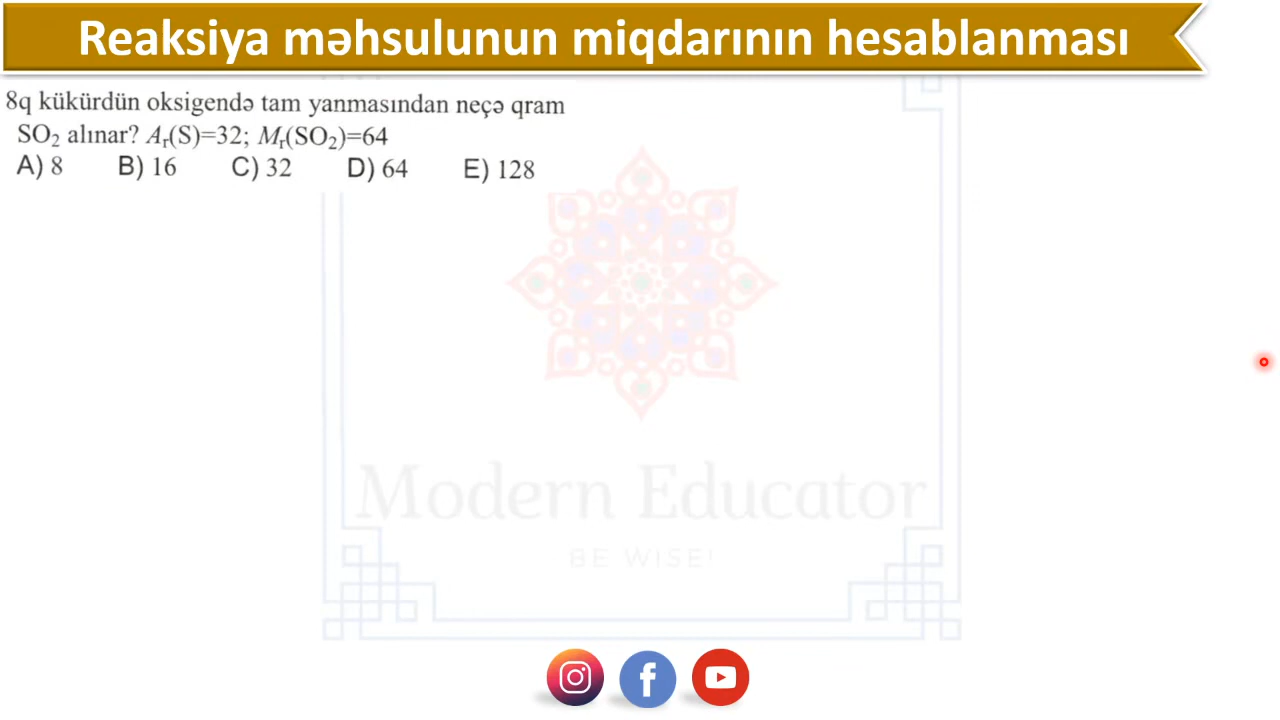 Reaksiya məhsulunun miqdarının hesablanması
8q kükürdün oksigendə tam yanmasından neçə qram
SO₂ alınar? Aᵣ(S)=32; Mᵣ(SO₂)=64
A) 8 B) 16 C) 32 D) 64 E) 128
Modern Educator
BE WISE!